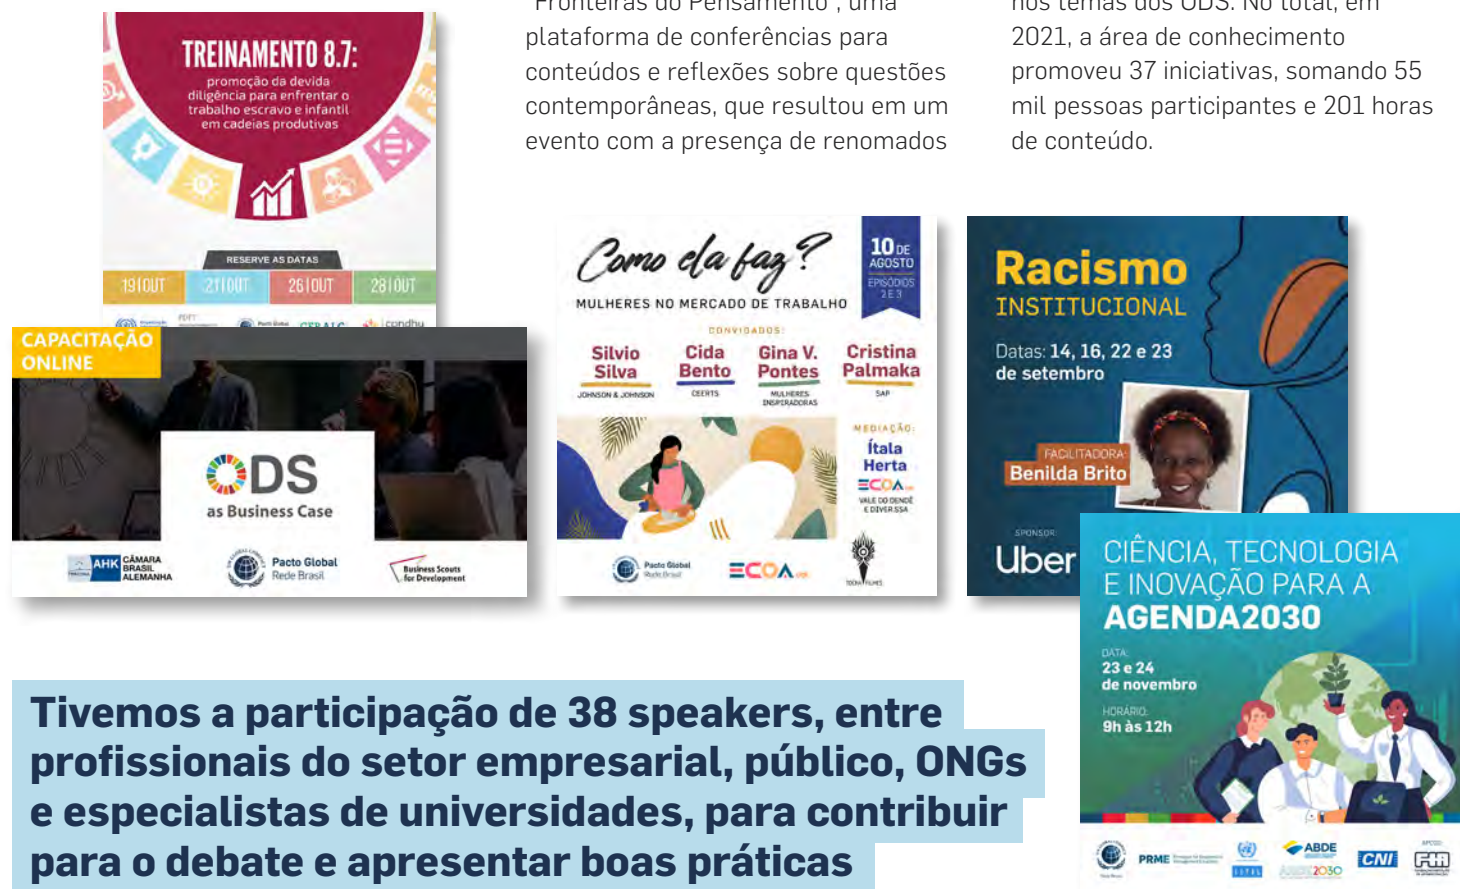 "Fronteiras do Pensamento", uma
plataforma de conferências para
conteúdos e reflexões sobre questões
contemporâneas, que resultou em um
evento com a presença de renomados
nos temas dos ODS. No total, em
2021, a área de conhecimento
promoveu 37 iniciativas, somando 55
mil pessoas participantes e 201 horas
de conteúdo.
TREINAMENTO 8.7:
promoção da devida
diligência para enfrentar o
trabalho escravo e infantil
em cadeias produtivas
RESERVE AS DATAS
19|OUT 21|OUT 26|OUT 28|OUT
Pacto Global
CAPACITAÇÃO
ONLINE
ODS
as Business Case
AHK CÂMARA
BRASIL
ALEMANHA
Pacto Global
Rede Brasil
Business Scouts
for Development
Como ela faz?
MULHERES NO MERCADO DE TRABALHO
10 DE
AGOSTO
EPISÓDIOS
2 E 3
CONVIDADOS:
Silvio
Silva
JOHNSON & JOHNSON
Cida
Bento
CEERTS
Gina V.
Pontes
MULHERES
INSPIRADORAS
Cristina
Palmaka
SAP
MEDIAÇÃO:
Ítala
Herta
ECOA
VALE DO DENDÊ
E DIVER.SSA
Pacto Global
Rede Brasil
ECOA
Racismo
INSTITUCIONAL
Datas: 14, 16, 22 e 23
de setembro
FACILITADORA:
Benilda Brito
SPONSOR:
Uber
CIÊNCIA, TECNOLOGIA
E INOVAÇÃO PARA A
AGENDA2030
DATA:
23 e 24
de novembro
HORÁRIO:
9h às 12h
PRME
ABDE
CNI
APOIO:
FIA
Tivemos a participação de 38 speakers, entre
profissionais do setor empresarial, público, ONGs
e especialistas de universidades, para contribuir
para o debate e apresentar boas práticas